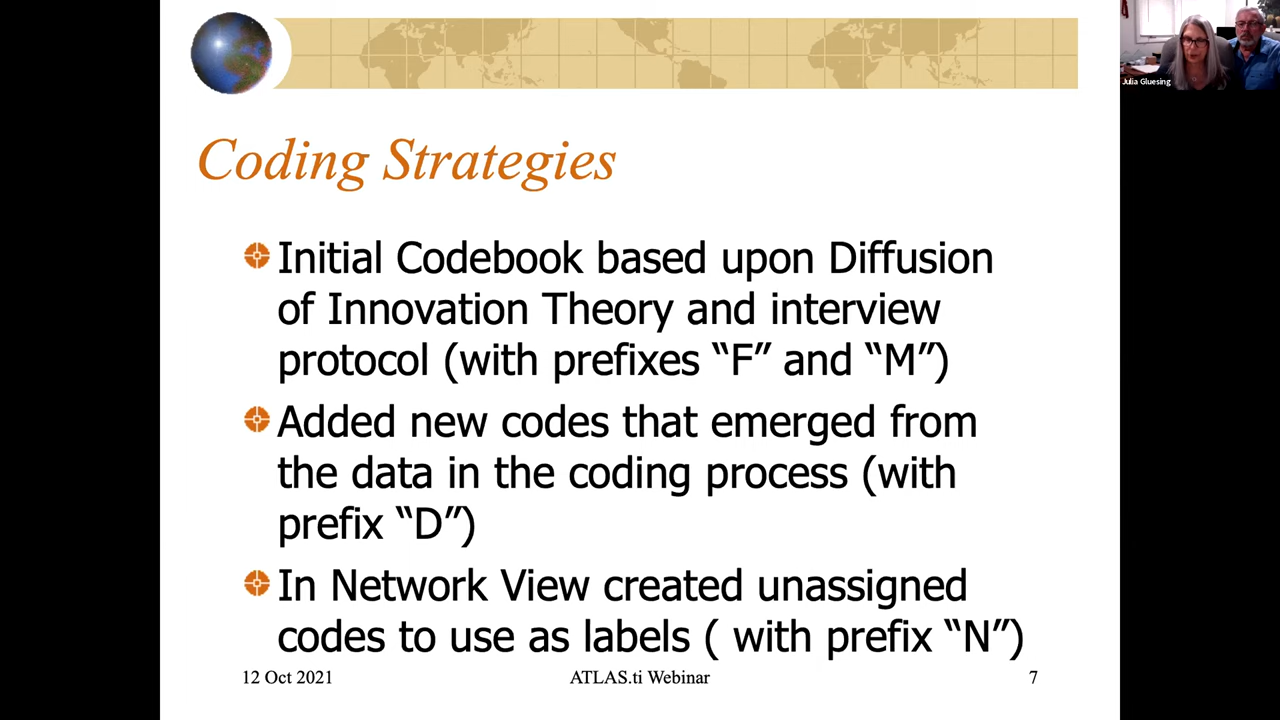 Julia Gluesing
Coding Strategies
Initial Codebook based upon Diffusion
of Innovation Theory and interview
protocol (with prefixes “F” and “M”)
Added new codes that emerged from
the data in the coding process (with
prefix “D”)
In Network View created unassigned
codes to use as labels ( with prefix “N”)
12 Oct 2021
ATLAS.ti Webinar
7